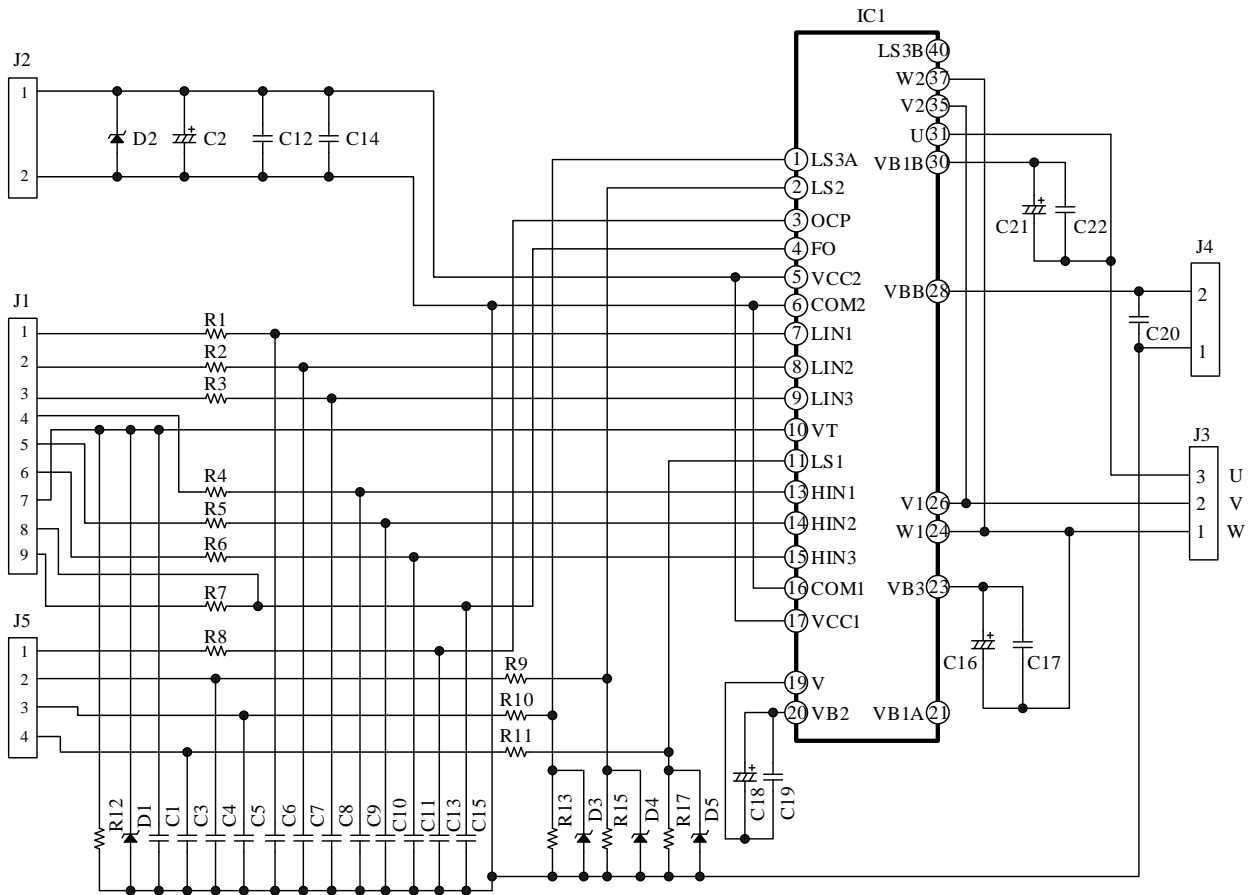 IC1
J2
1
2
D2
C2
+
C12
C14
LS3B 40
W2 37
V2 35
U 31
VB1B 30
1 LS3A
2 LS2
3 OCP
4 FO
5 VCC2
6 COM2
7 LIN1
8 LIN2
9 LIN3
10 VT
11 LS1
13 HIN1
14 HIN2
15 HIN3
16 COM1
17 VCC1
19 V
20 VB2
+
C21
C22
VBB 28
J4
2
1
C20
J3
3 U
2 V
1 W
V1 26
W1 24
VB3 23
+
C16
C17
VB1A 21
J1
1
2
3
4
5
6
7
8
9
R1
R2
R3
R4
R5
R6
R7
J5
1
2
3
4
R8
R9
R10
R11
R12
D1
C1
C3
C4
C5
C6
C7
C8
C9
C10
C11
C13
C15
R13
D3
R15
D4
R17
D5
+
C18
C19